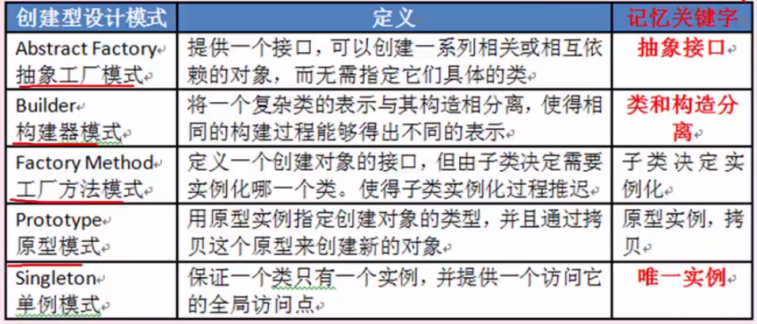 创建型设计模式 定义 记忆关键字
Abstract Factory 提供一个接口，可以创建一系列相关或相互依 抽象接口
抽象工厂模式 赖的对象，而无需指定它们具体的类
Builder 将一个复杂类的表示与其构造相分离，使得相 类和构造分
构建器模式 同的构建过程能够得出不同的表示 离
Factory Method 定义一个创建对象的接口，但由子类决定需要 子类决定实
工厂方法模式 实例化哪一个类。使得子类实例化过程推迟 例化
Prototype 用原型实例指定创建对象的类型，并且通过拷 原型实例，拷
原型模式 贝这个原型来创建新的对象 贝
Singleton 保证一个类只有一个实例，并提供一个访问它 唯一实例
单例模式 的全局访问点